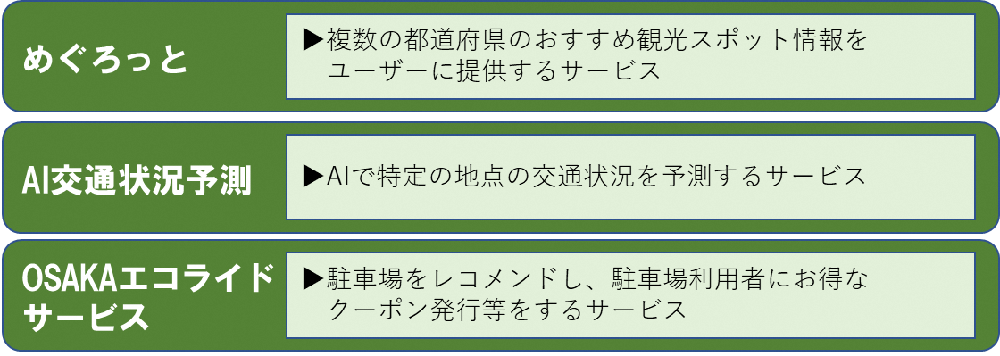 めぐろっと
▶複数の都道府県のおすすめ観光スポット情報を
ユーザーに提供するサービス
AI交通状況予測
▶AIで特定の地点の交通状況を予測するサービス
OSAKAエコライド
サービス
▶駐車場をレコメンドし、駐車場利用者にお得な
クーポン発行等をするサービス